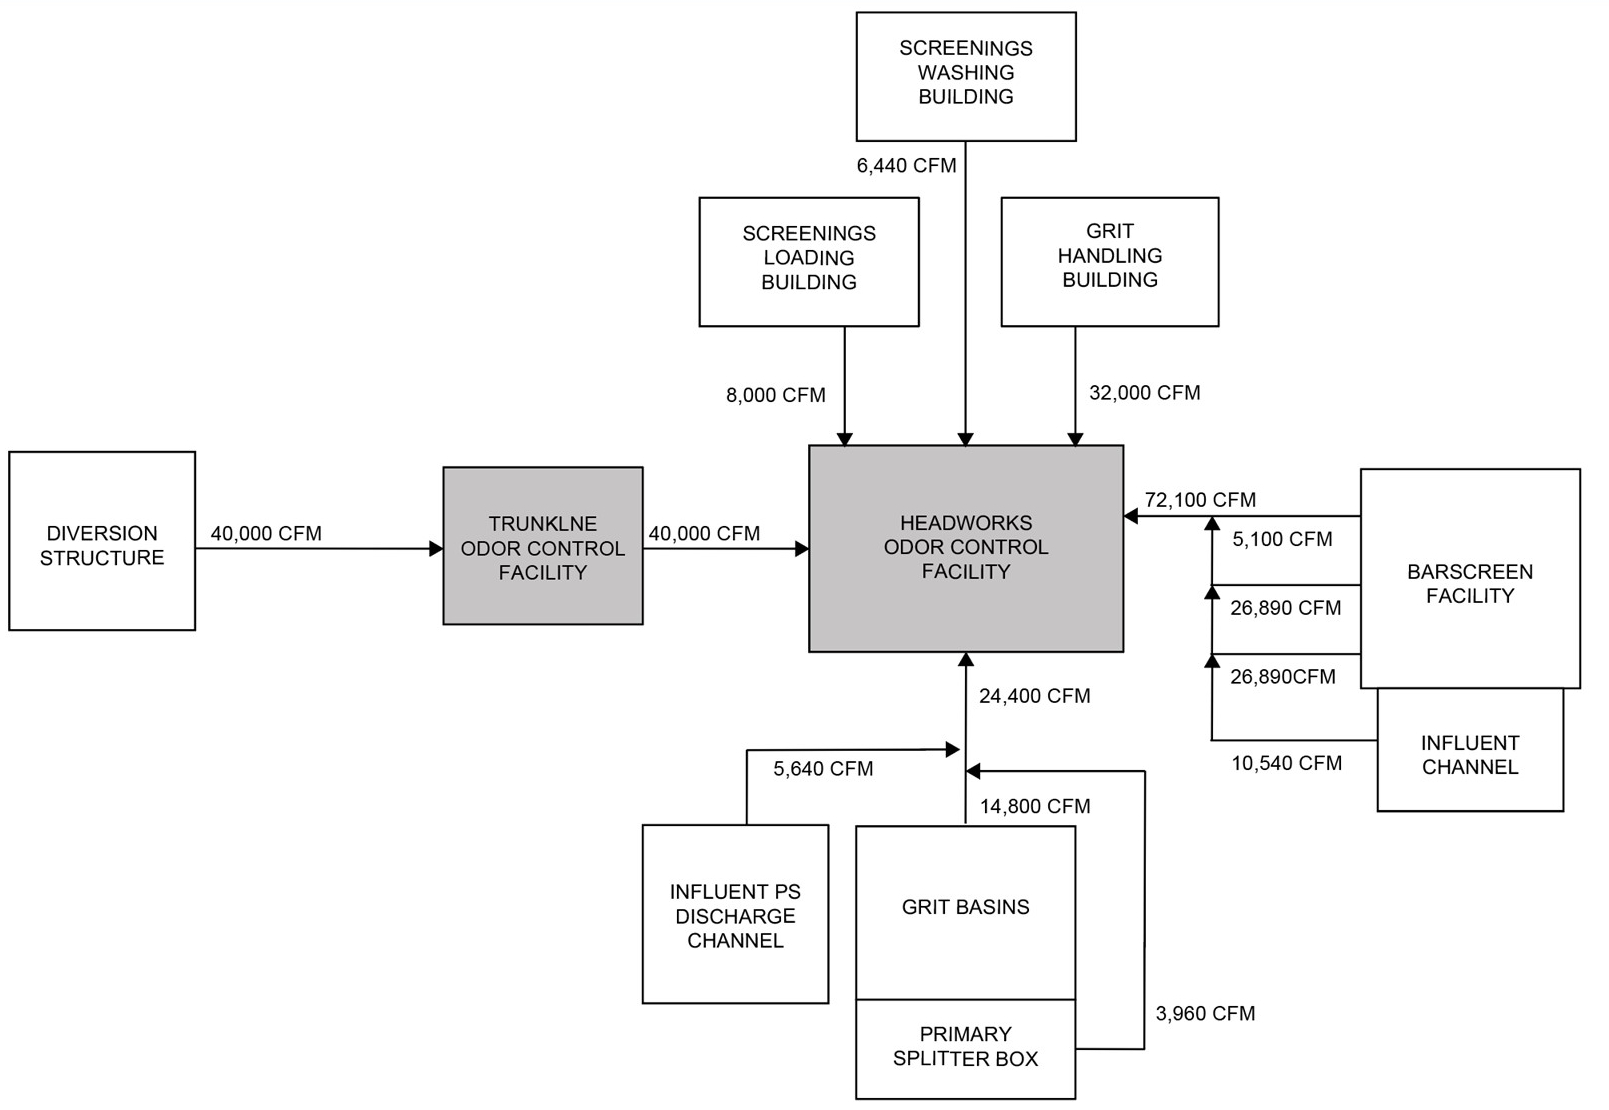 SCREENINGS
WASHING
BUILDING
6,440 CFM
SCREENINGS
LOADING
BUILDING
GRIT
HANDLING
BUILDING
8,000 CFM
32,000 CFM
DIVERSION
STRUCTURE
40,000 CFM
TRUNKLNE
ODOR CONTROL
FACILITY
40,000 CFM
HEADWORKS
ODOR CONTROL
FACILITY
72,100 CFM
5,100 CFM
26,890 CFM
26,890CFM
10,540 CFM
BARSCREEN
FACILITY
INFLUENT
CHANNEL
24,400 CFM
5,640 CFM
14,800 CFM
INFLUENT PS
DISCHARGE
CHANNEL
GRIT BASINS
PRIMARY
SPLITTER BOX
3,960 CFM